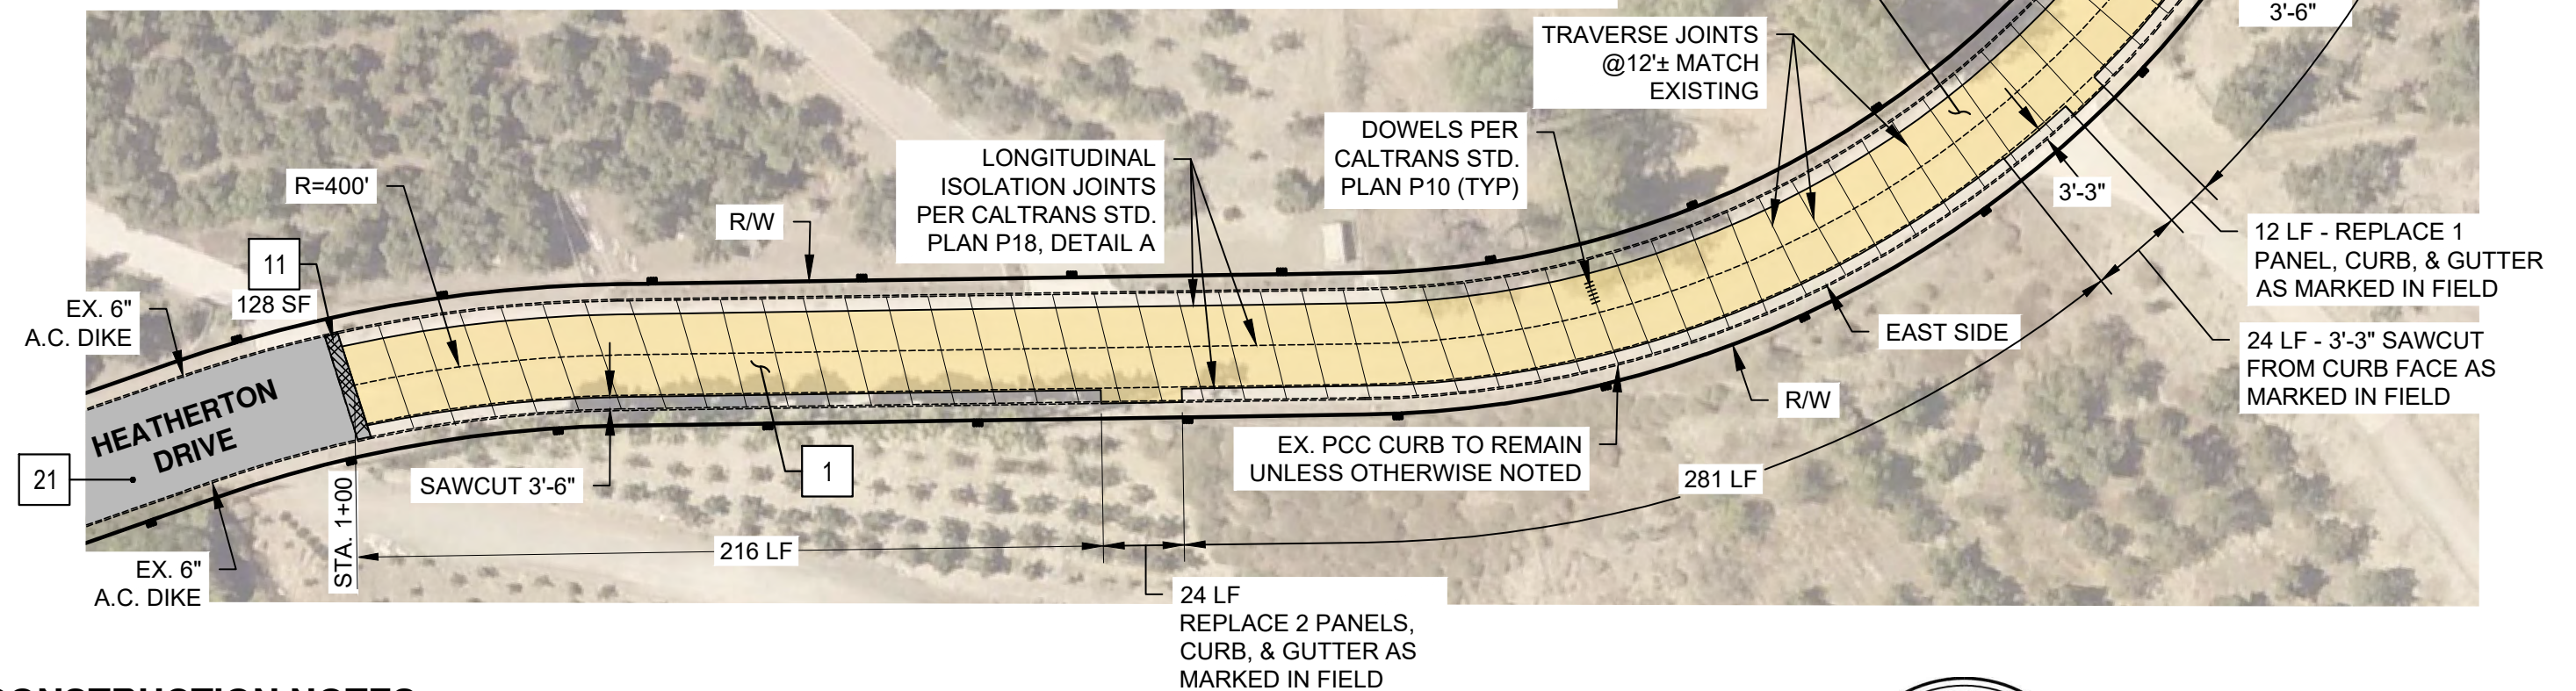 3'-6"
TRAVERSE JOINTS
@12'± MATCH
EXISTING
DOWELS PER
CALTRANS STD.
PLAN P10 (TYP)
LONGITUDINAL
ISOLATION JOINTS
PER CALTRANS STD.
PLAN P18, DETAIL A
R=400'
R/W
3'-3"
11
128 SF
EX. 6"
A.C. DIKE
12 LF - REPLACE 1
PANEL, CURB, & GUTTER
AS MARKED IN FIELD
EAST SIDE
24 LF - 3'-3" SAWCUT
FROM CURB FACE AS
MARKED IN FIELD
R/W
HEATHERTON
DRIVE
21
SAWCUT 3'-6"
1
EX. PCC CURB TO REMAIN
UNLESS OTHERWISE NOTED
281 LF
STA. 1+00
216 LF
EX. 6"
A.C. DIKE
24 LF
REPLACE 2 PANELS,
CURB, & GUTTER AS
MARKED IN FIELD
CONSTRUCTION NOTES